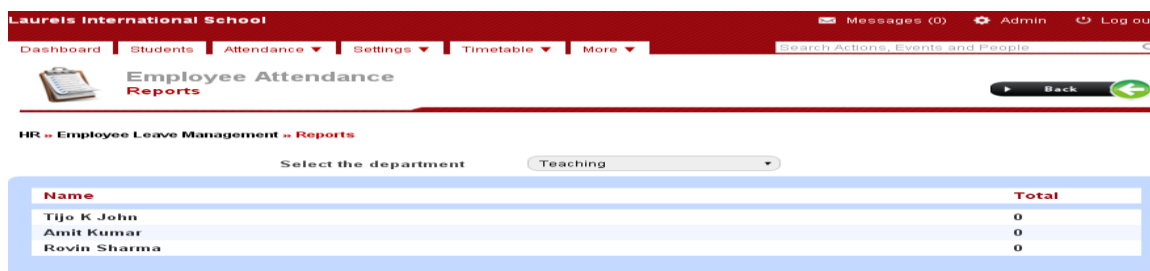 Laurels International School Messages (0) Admin Log ou
Dashboard Students Attendance ▼ Settings ▼ Timetable ▼ More ▼ Search Actions, Events and People
Employee Attendance
Reports
Back
HR » Employee Leave Management » Reports
Select the department Teaching
Name Total
Tijo K John 0
Amit Kumar 0
Rovin Sharma 0